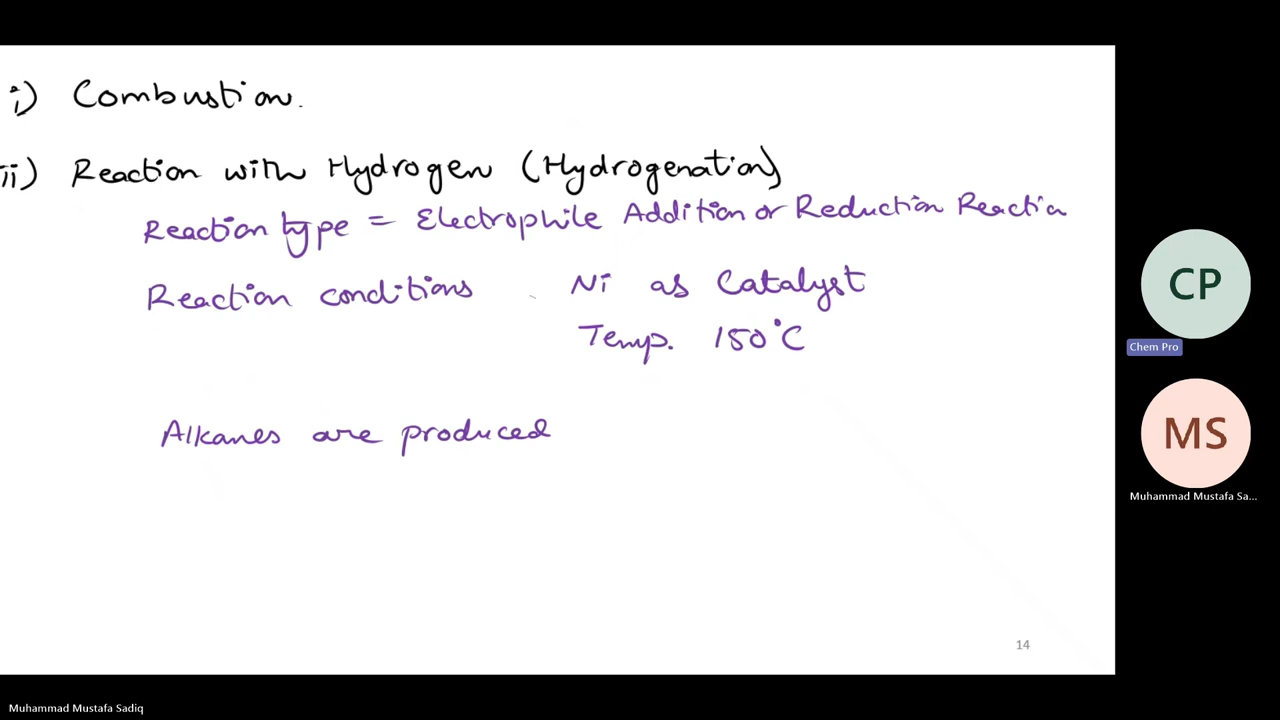 i) Combustion.
ii) Reaction with Hydrogen (Hydrogenation)
Reaction type = Electrophile Addition or Reduction Reactio
Reaction conditions Ni as Catalyst
Temp. 150°C
Alkanes are produced
14
CP
Chem Pro
MS
Muhammad Mustafa Sa...
Muhammad Mustafa Sadiq